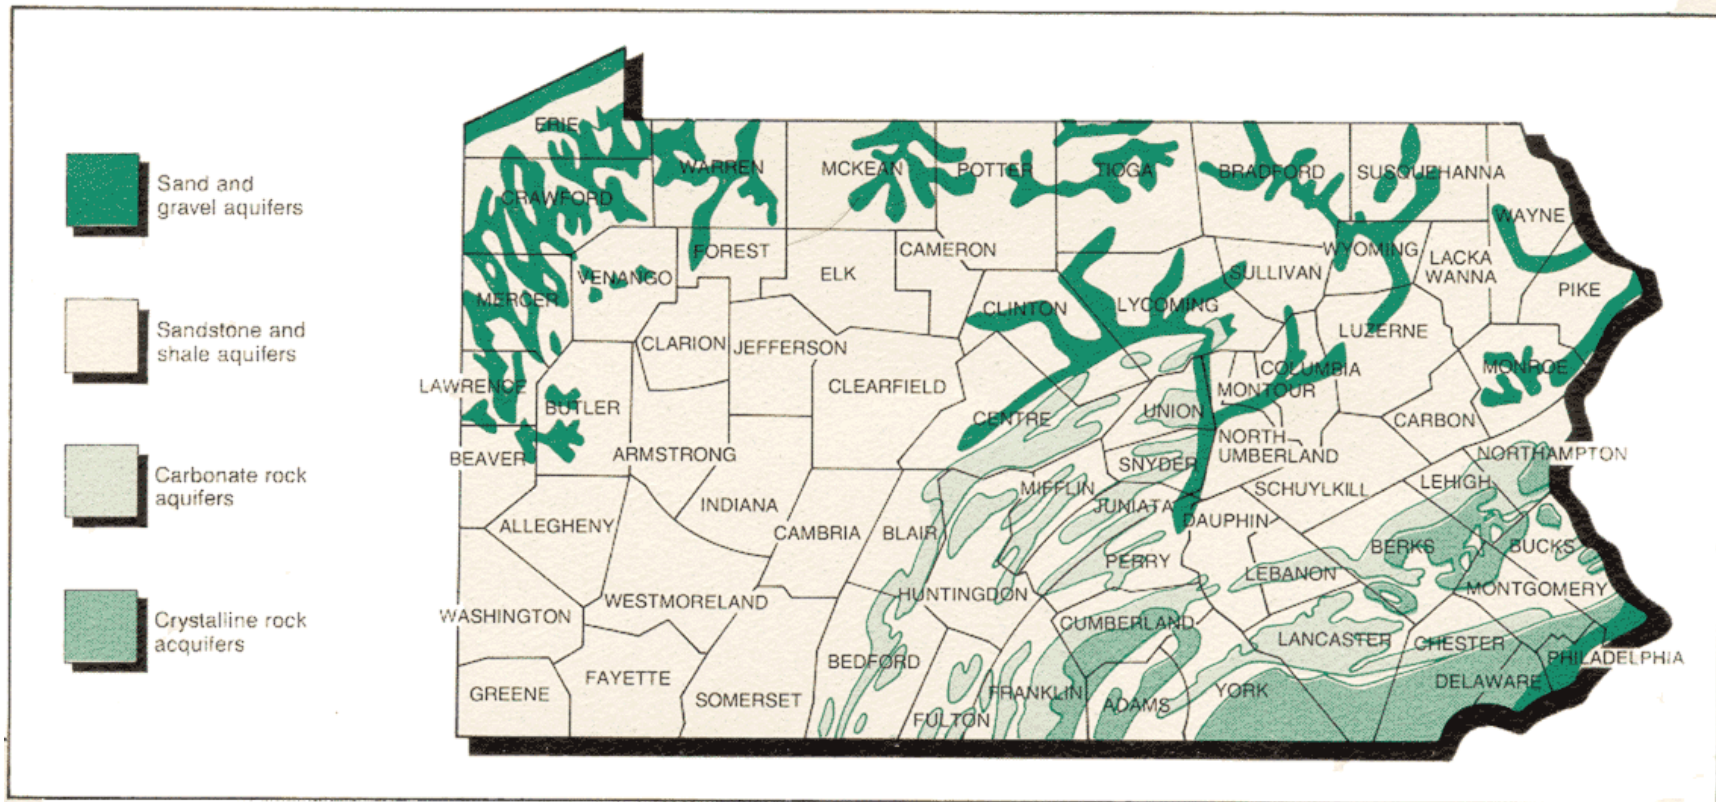 Sand and
gravel aquifers
Sandstone and
shale aquifers
Carbonate rock
aquifers
Crystalline rock
acquifers
ERIE
CRAWFORD
WARREN
MCKEAN
POTTER
TIOGA
BRADFORD
SUSQUEHANNA
WAYNE
FOREST
VENANGO
MERCER
ELK
CAMERON
SULLIVAN
WYOMING
LACKA
WANNA
PIKE
CLINTON
LYCOMING
LUZERNE
CLARION
JEFFERSON
CLEARFIELD
LAWRENCE
BUTLER
CENTRE
UNION
MONTOUR
COLUMBIA
MONROE
CARBON
BEAVER
ARMSTRONG
SNYDER
NORTH
UMBERLAND
NORTHAMPTON
INDIANA
MIFFLIN
JUNIATA
SCHUYLKILL
LEHIGH
ALLEGHENY
CAMBRIA
BLAIR
DAUPHIN
BERKS
BUCKS
PERRY
LEBANON
MONTGOMERY
HUNTINGDON
WASHINGTON
WESTMORELAND
CUMBERLAND
LANCASTER
CHESTER
PHILADELPHIA
BEDFORD
DELAWARE
GREENE
FAYETTE
SOMERSET
FULTON
FRANKLIN
ADAMS
YORK